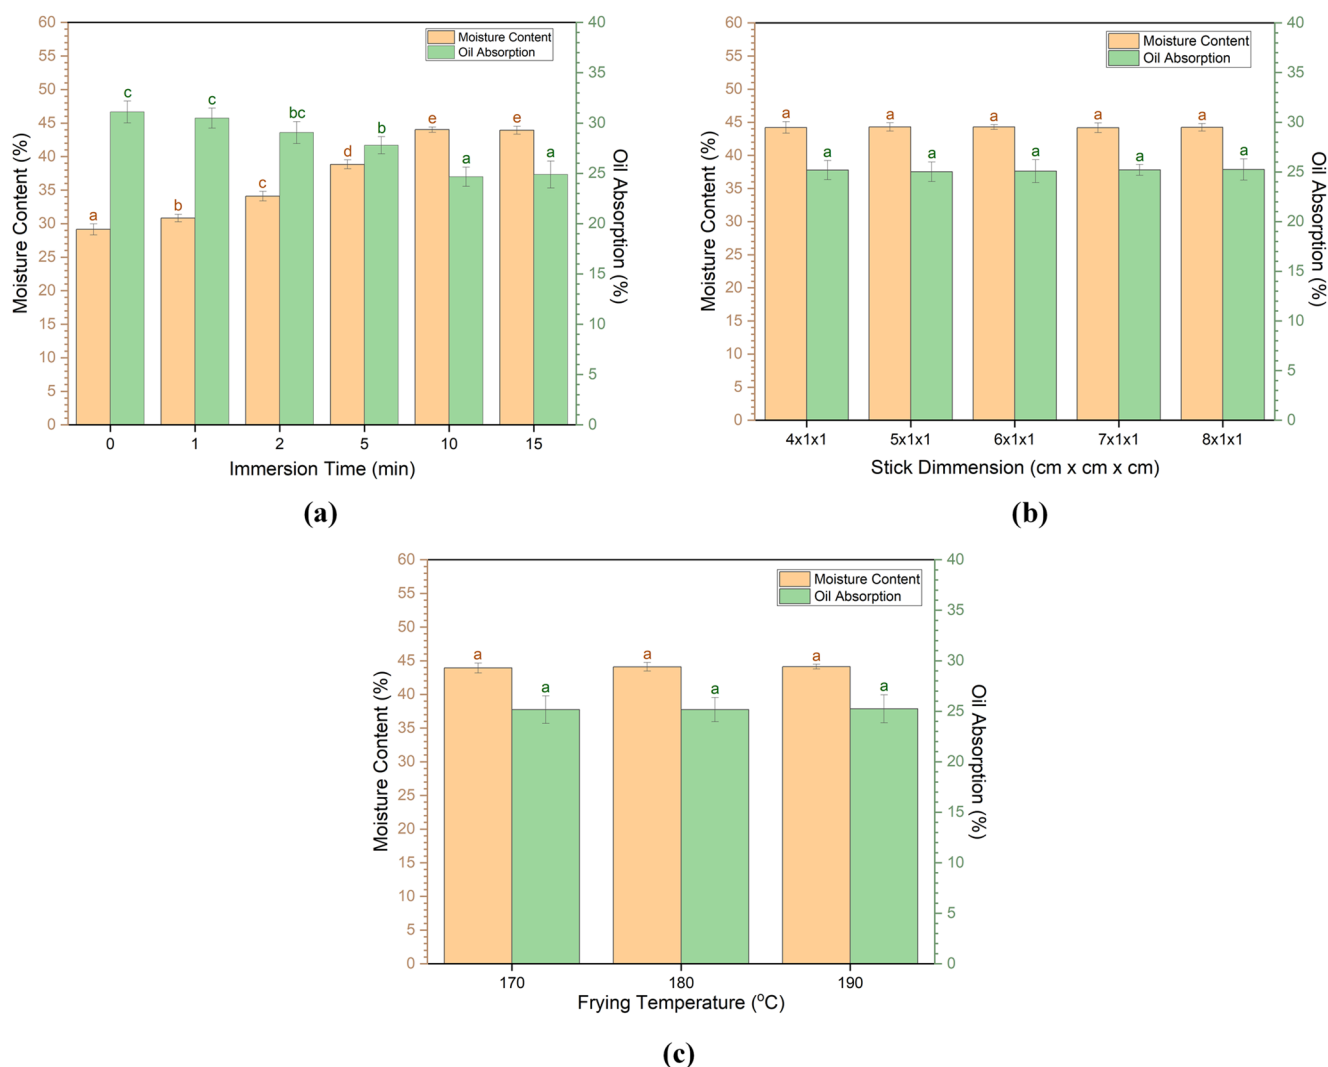 60
55
50
45
40
35
30
25
20
15
10
5
0
Moisture Content (%)
Moisture Content
Oil Absorption
a
b
c
d
e
e
c
c
bc
b
a
a
40
35
30
25
20
15
10
5
0
Oil Absorption (%)
0 1 2 5 10 15
Immersion Time (min)
(a)
60
55
50
45
40
35
30
25
20
15
10
5
0
Moisture Content (%)
Moisture Content
Oil Absorption
a a a a a
a a a a a
40
35
30
25
20
15
10
5
0
Oil Absorption (%)
4x1x1 5x1x1 6x1x1 7x1x1 8x1x1
Stick Dimmension (cm x cm x cm)
(b)
60
55
50
45
40
35
30
25
20
15
10
5
0
Moisture Content (%)
Moisture Content
Oil Absorption
a a a
a a a
40
35
30
25
20
15
10
5
0
Oil Absorption (%)
170 180 190
Frying Temperature (°C)
(c)